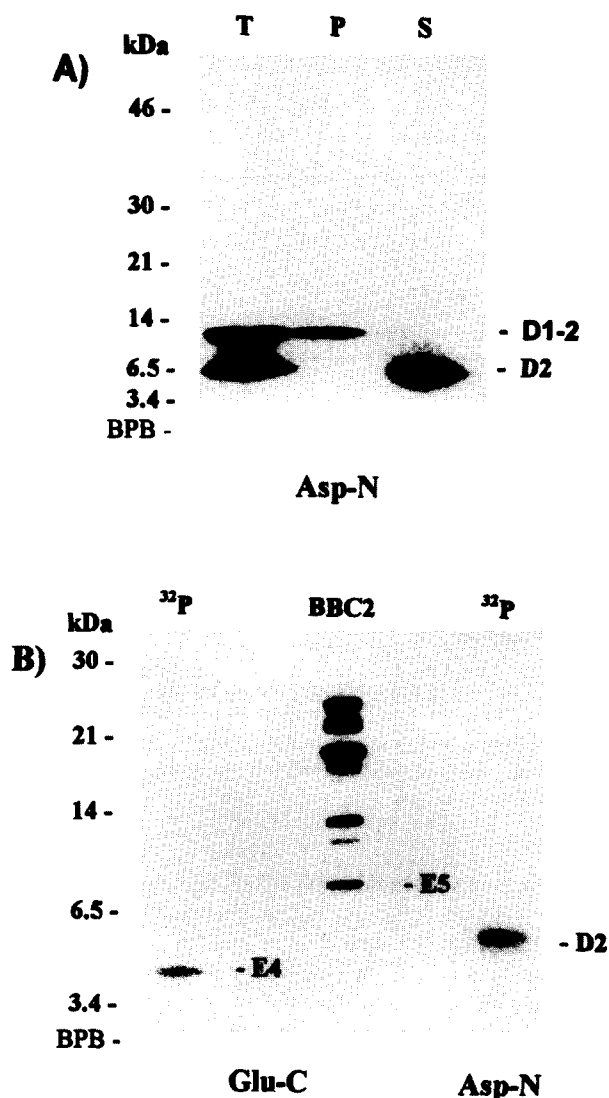 T P S
kDa
A)
46 -
30 -
21 -
14 -
- D1-2
6.5 -
- D2
3.4 -
BPB -
Asp-N
32P BBC2 32P
kDa
B)
30 -
21 -
14 -
- E5
6.5 -
- D2
- E4
3.4 -
BPB -
Glu-C Asp-N